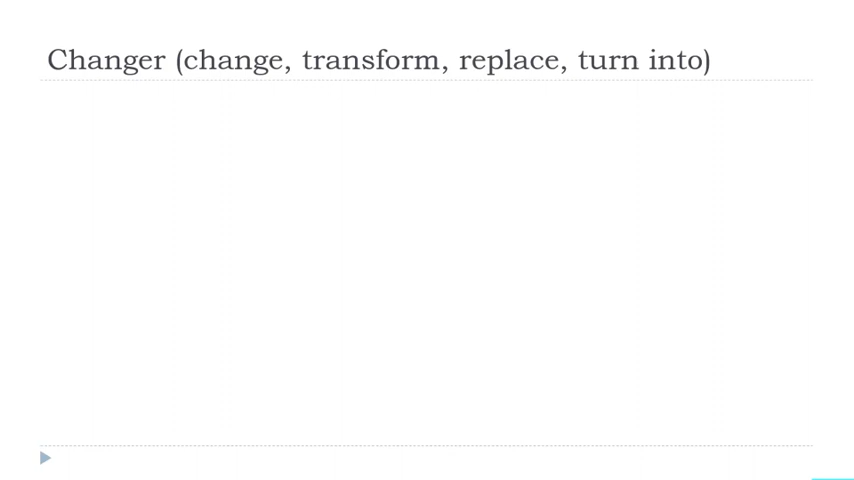 Changer (change, transform, replace, turn into)